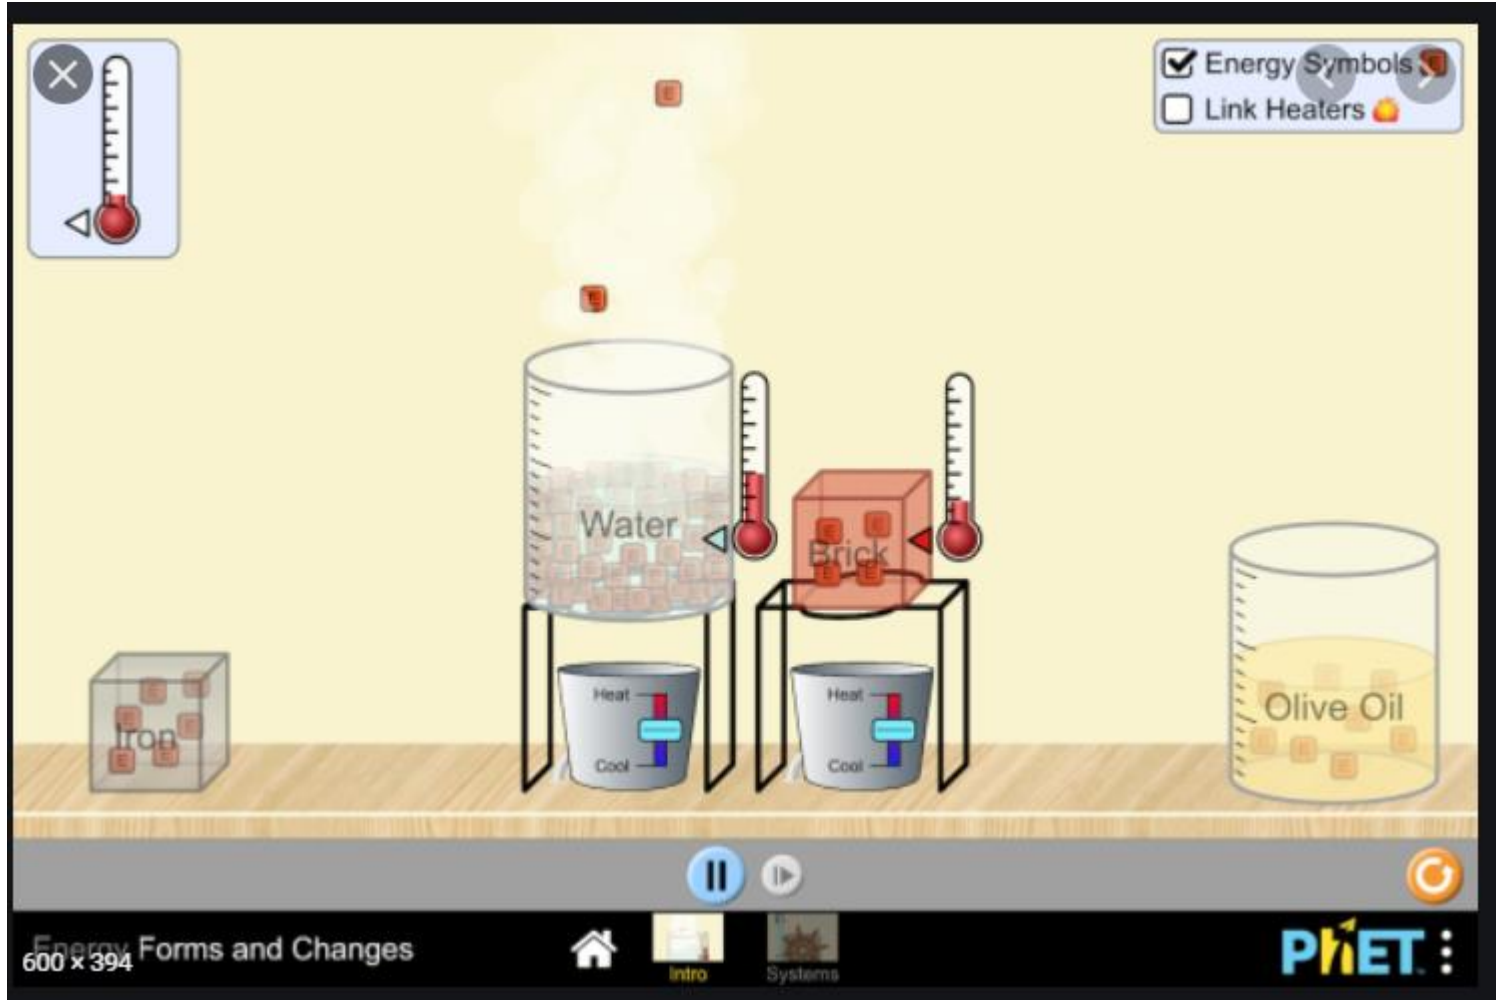 Energy Symbols E
Link Heaters
E
E
Water
Brick
Iron
Olive Oil
Heat
Cool
Heat
Cool
Energy Forms and Changes
600 × 394
Intro
Systems
PhET